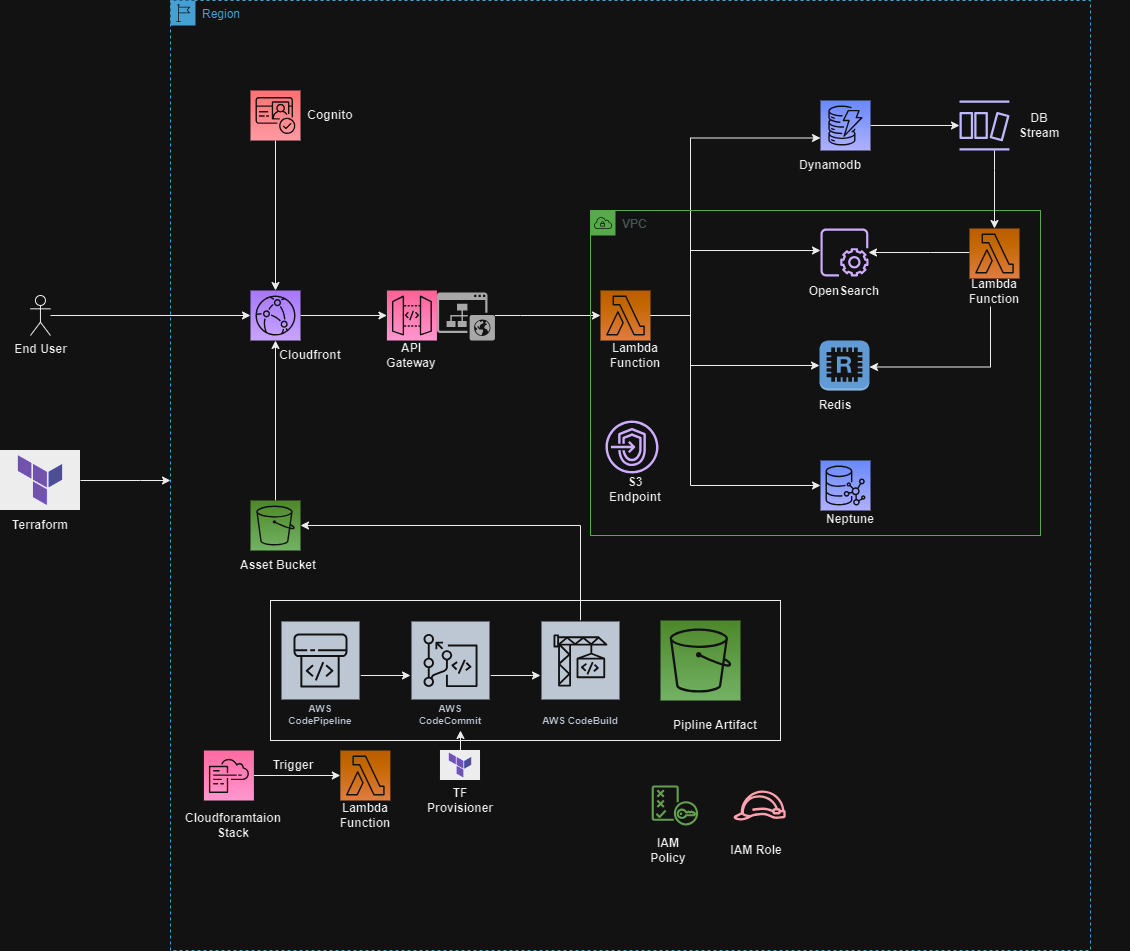 Region
Cognito
DB
Stream
Dynamodb
VPC
OpenSearch
Lambda
Function
End User
Cloudfront
API
Gateway
Lambda
Function
R
Redis
S3
Endpoint
Neptune
Terraform
Asset Bucket
AWS
CodePipeline
AWS
CodeCommit
AWS CodeBuild
Pipline Artifact
Trigger
Cloudforamtaion
Stack
Lambda
Function
TF
Provisioner
IAM
Policy
IAM Role